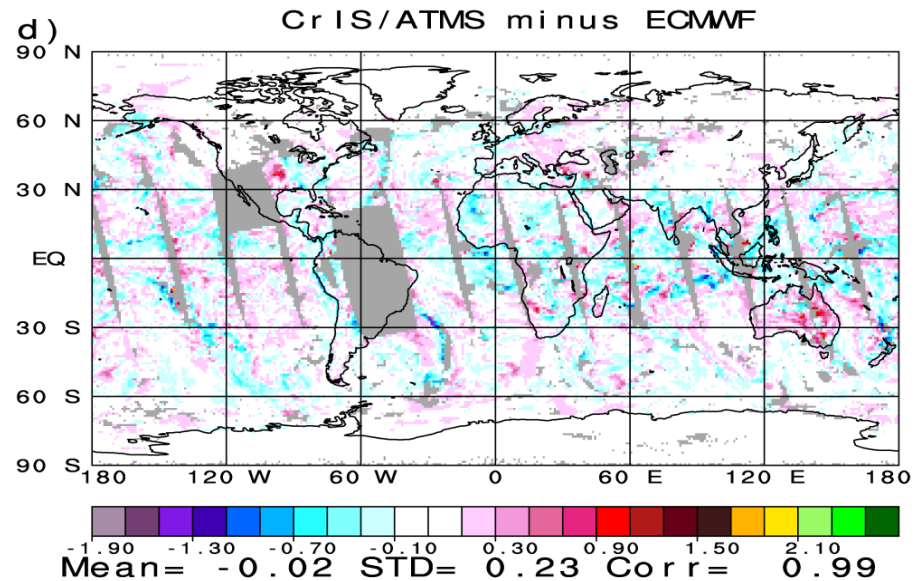 d)
CrIS/ATMS minus ECMWF
90 N
60 N
30 N
EQ
30 S
60 S
90 S
180 120 W 60 W 0 60 E 120 E 180
-1.90 -1.30 -0.70 -0.10 0.30 0.90 1.50 2.10
Mean= -0.02 STD= 0.23 Corr= 0.99